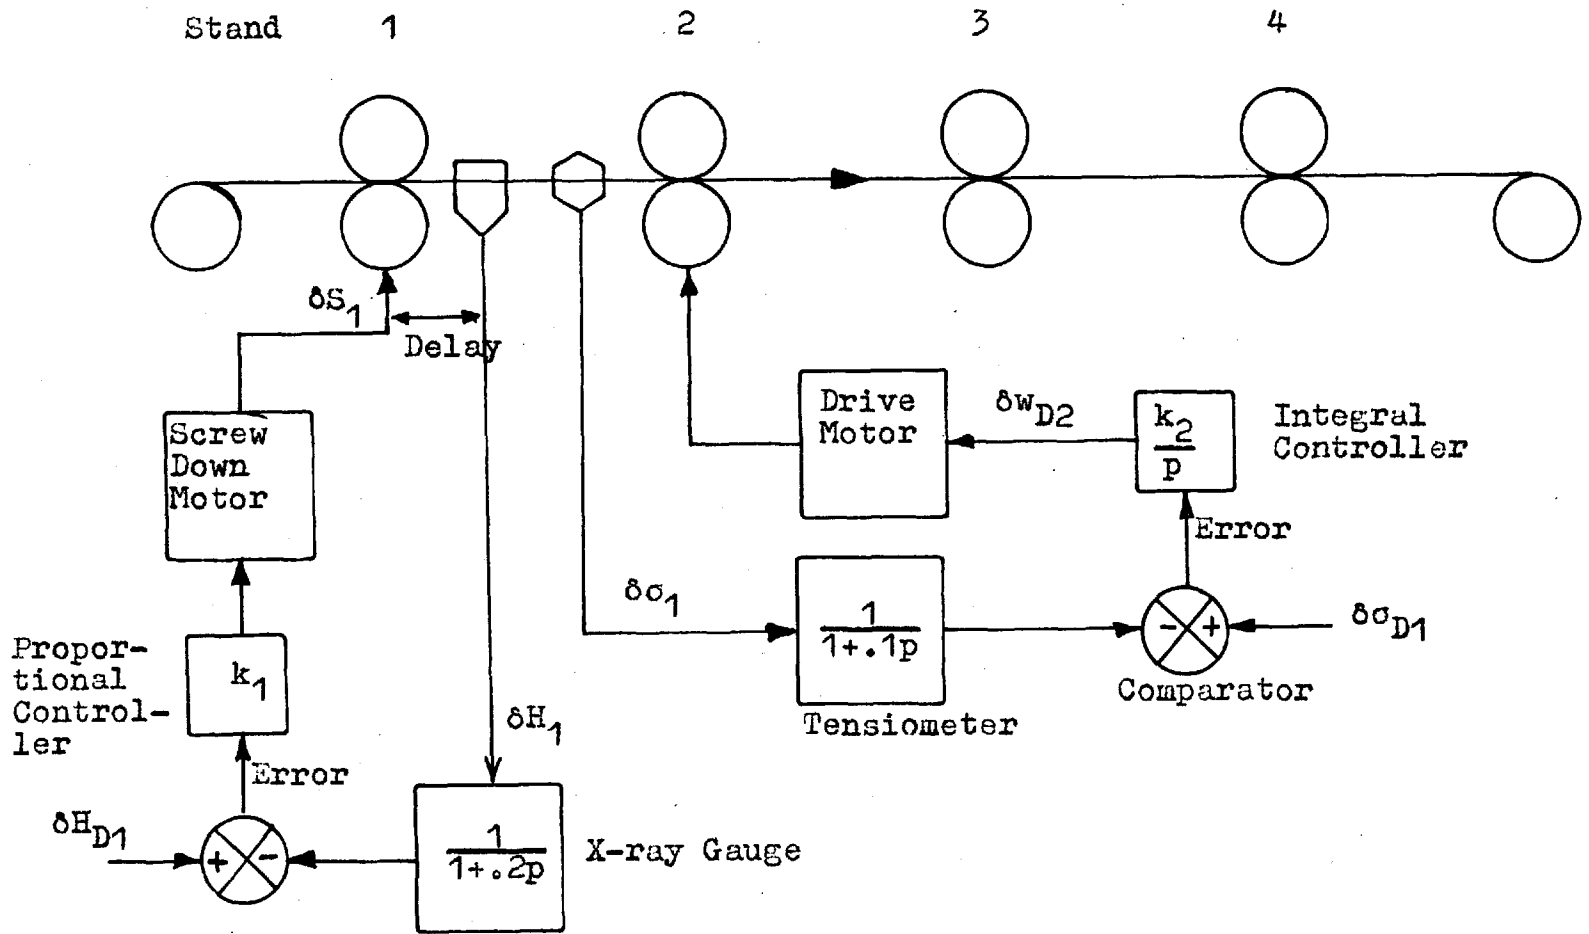 Stand 1 2 3 4
δS1
Delay
Screw
Down
Motor
Drive
Motor
δwD2
k2
p
Integral
Controller
Error
δσ1
1
1+.1p
δσD1
Comparator
Tensiometer
Propor-
tional
Control-
ler
k1
δH1
Error
δHD1
1
1+.2p
X-ray Gauge